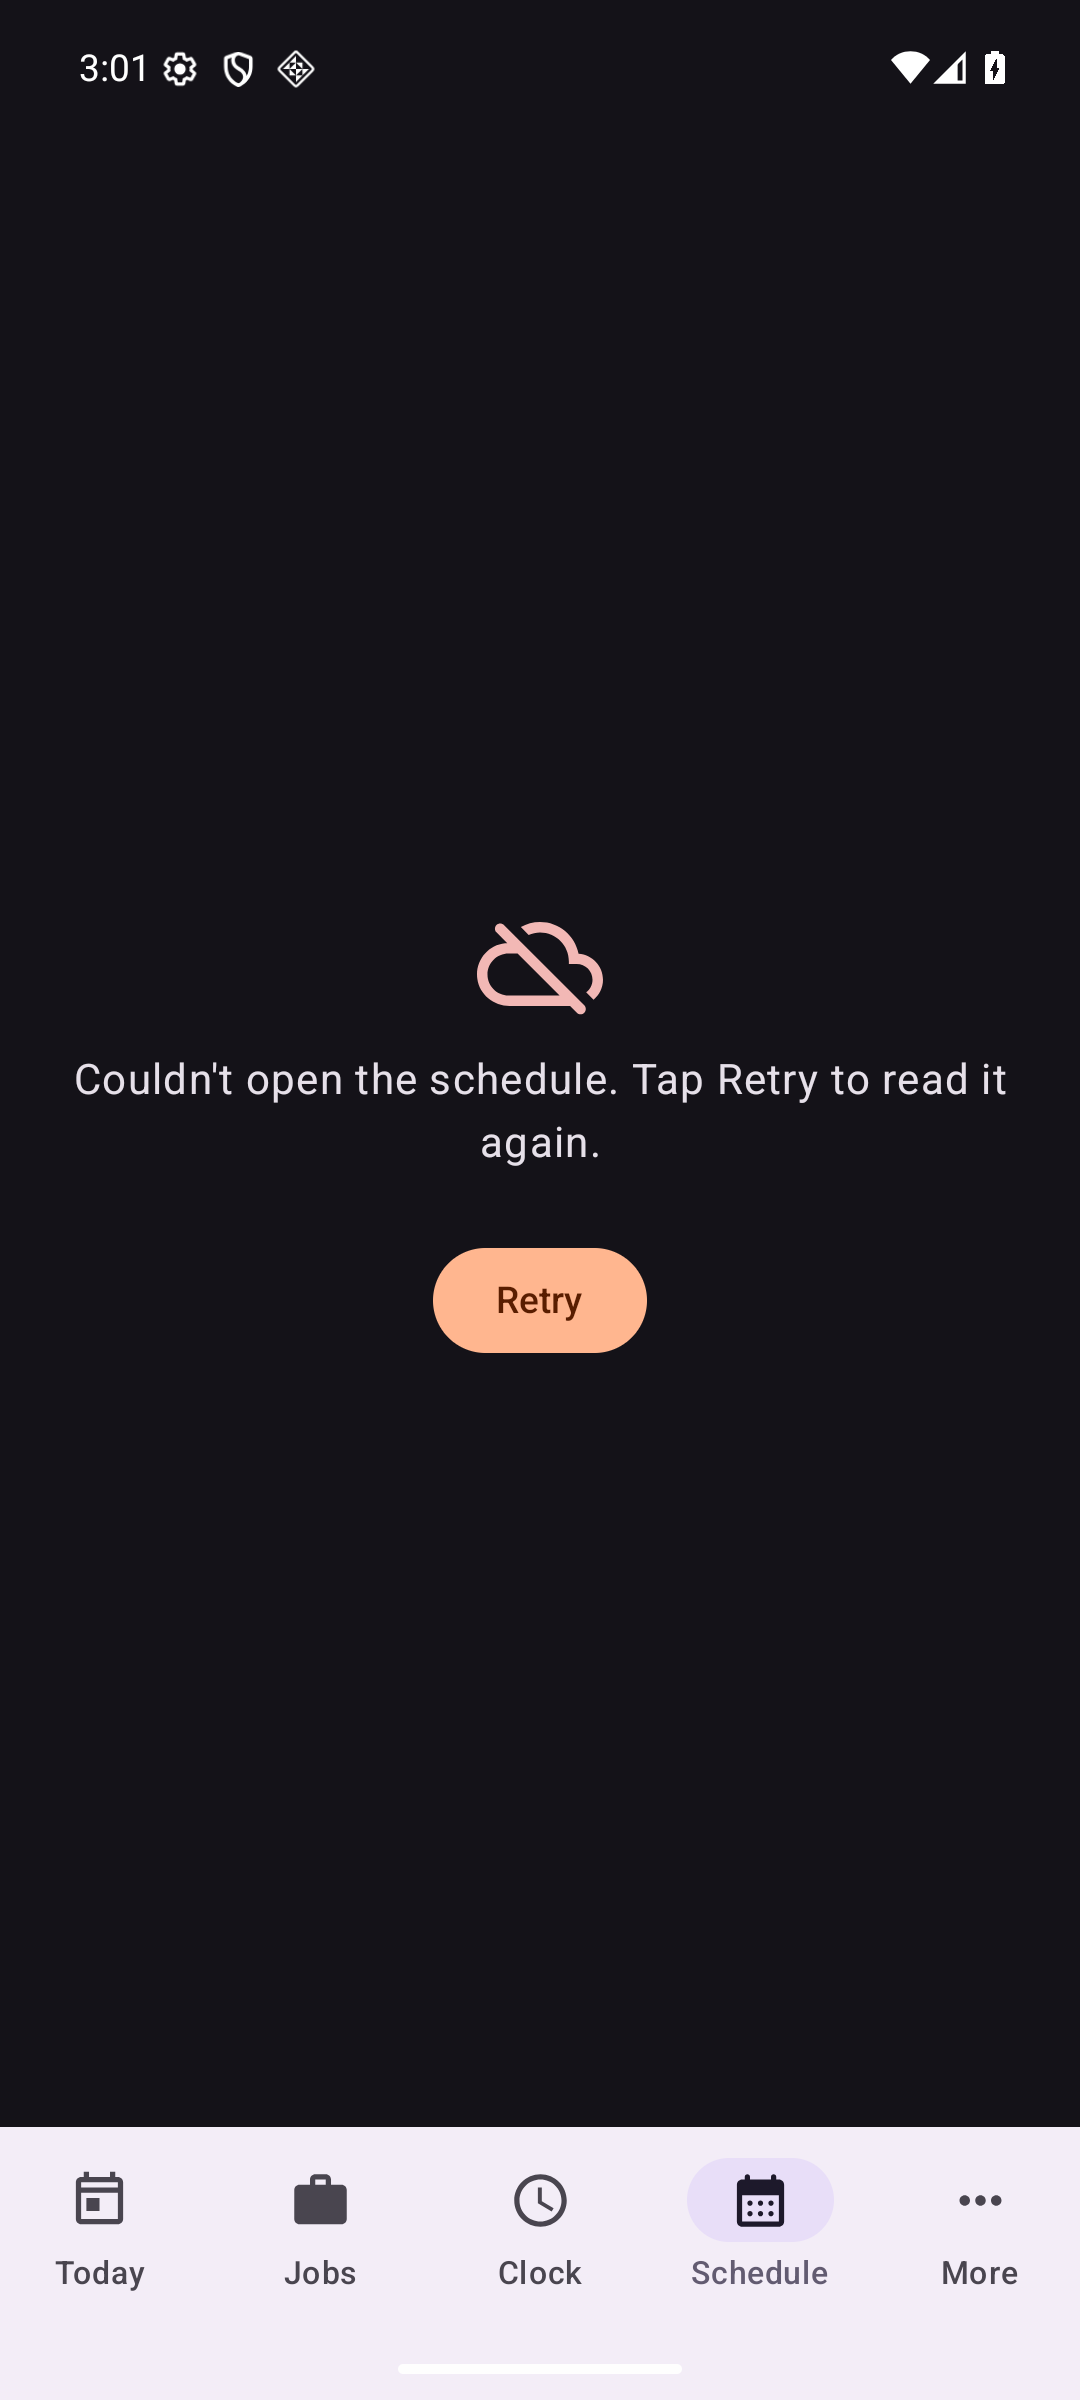 3:01
Couldn't open the schedule. Tap Retry to read it
again.
Retry
Today
Jobs
Clock
Schedule
More